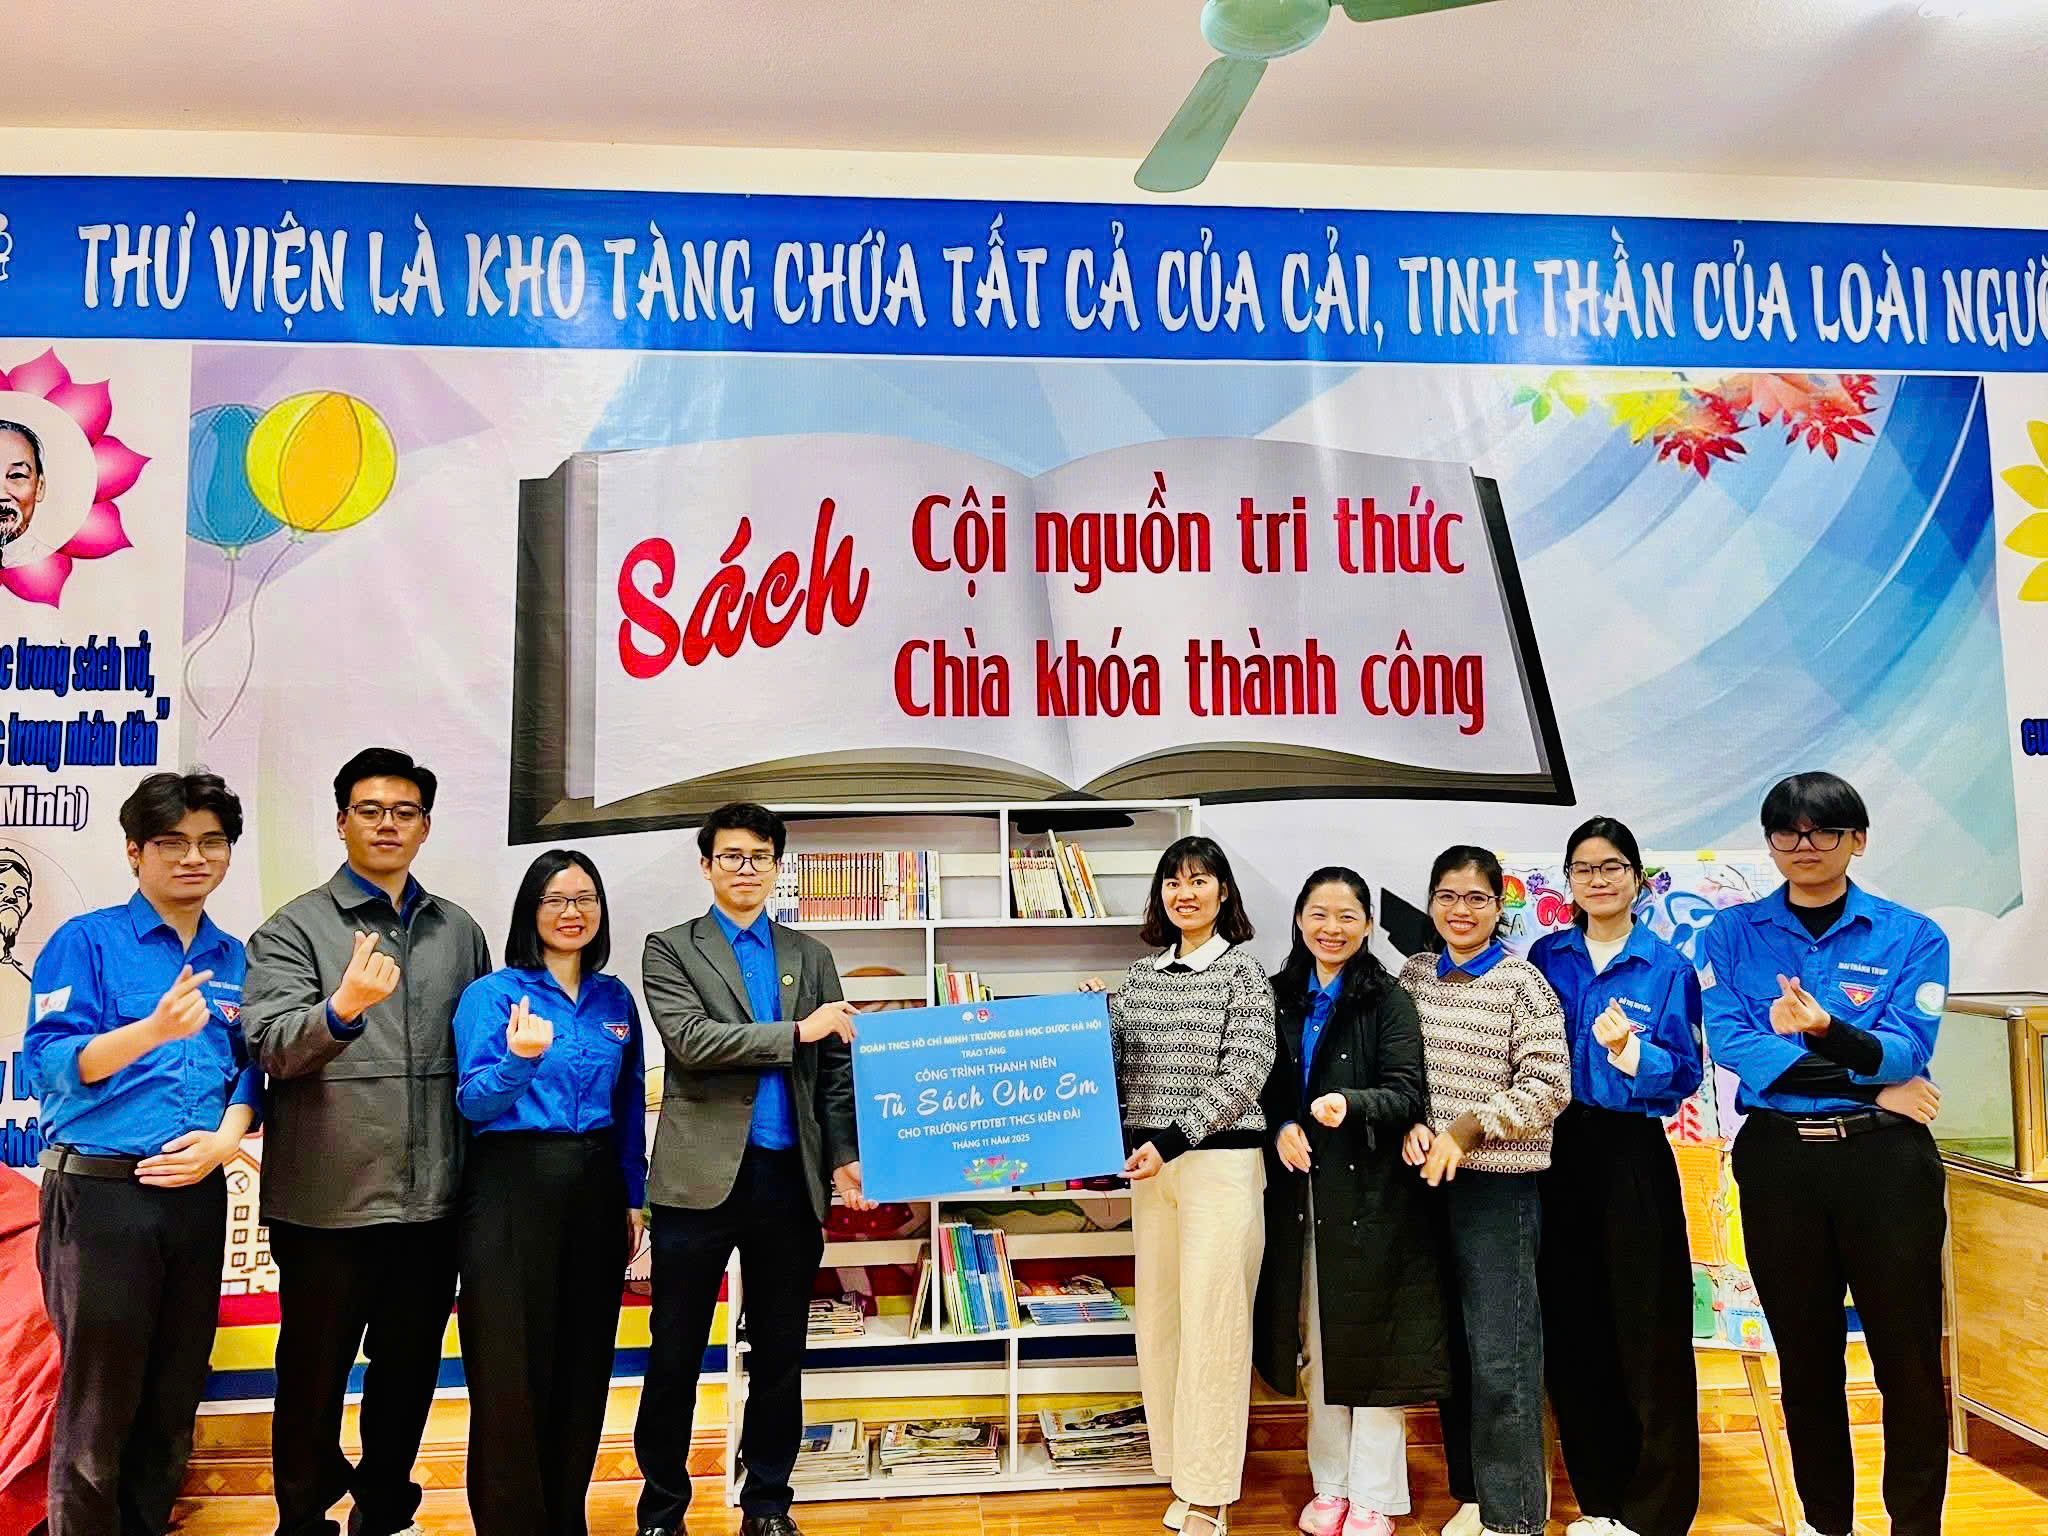 THƯ VIỆN LÀ KHO TÀNG CHỨA TẤT CẢ CỦA CẢI, TINH THẦN CỦA LOÀI
Sách
Cội nguồn tri thức
Chìa khóa thành công
trong sách vở,
trong nhân dân"
Minh)
ĐOÀN TNCS HỒ CHÍ MINH TRƯỜNG ĐẠI HỌC DƯỢC HÀ NỘI
TRAO TẶNG
CÔNG TRÌNH THANH NIÊN
Tủ Sách Cho Em
CHO TRƯỜNG PTDTBT THCS KIÊN ĐÀI
THÁNG 11 NĂM 2025
MAI THÀNH TRUNG